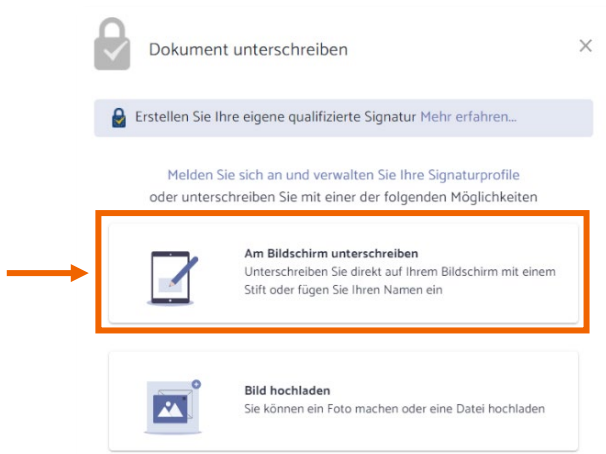 Dokument unterschreiben
Erstellen Sie Ihre eigene qualifizierte Signatur Mehr erfahren...
Melden Sie sich an und verwalten Sie Ihre Signaturprofile
oder unterschreiben Sie mit einer der folgenden Möglichkeiten
Am Bildschirm unterschreiben
Unterschreiben Sie direkt auf Ihrem Bildschirm mit einem
Stift oder fügen Sie Ihren Namen ein
Bild hochladen
Sie können ein Foto machen oder eine Datei hochladen